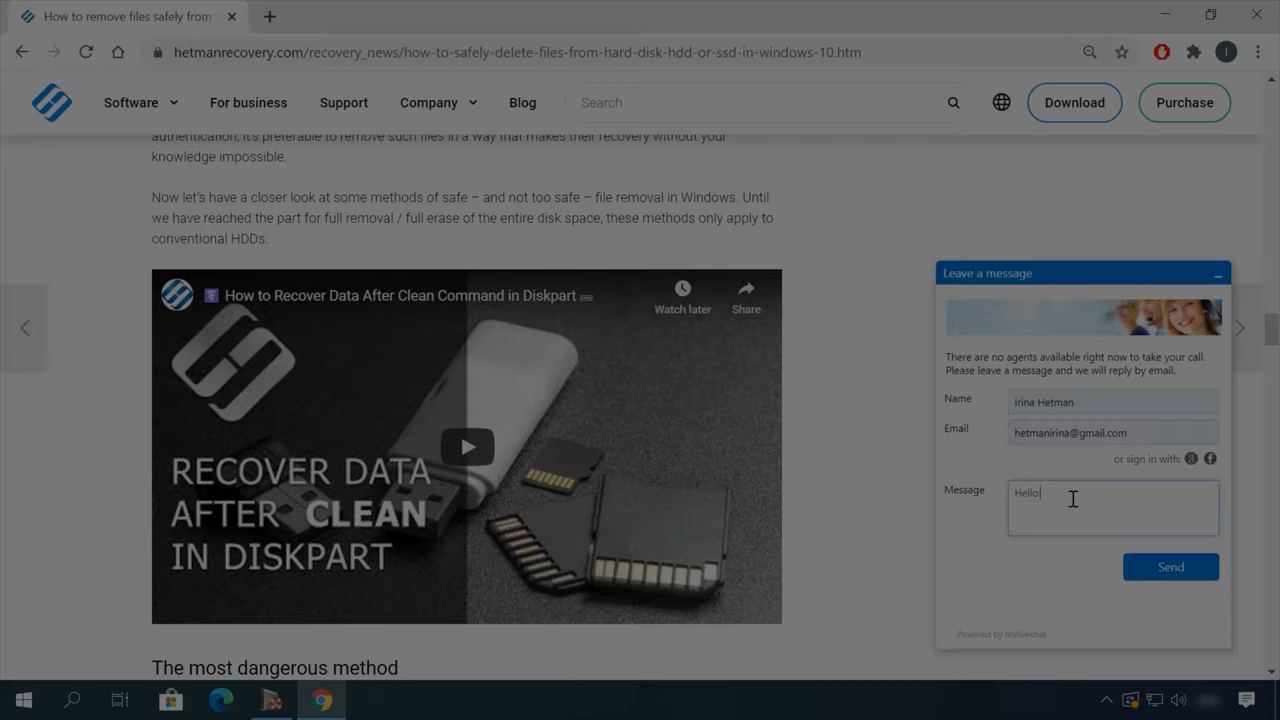 How to remove files safely from
hetmanrecovery.com/recovery_news/how-to-safely-delete-files-from-hard-disk-hdd-or-ssd-in-windows-10.htm
I
Software For business Support Company Blog Search Download Purchase
authentication, it's preferable to remove such files in a way that makes their recovery without your
knowledge impossible.
Now let's have a closer look at some methods of safe – and not too safe – file removal in Windows. Until
we have reached the part for full removal / full erase of the entire disk space, these methods only apply to
conventional HDDs.
How to Recover Data After Clean Command in Diskpart
Watch later Share
RECOVER DATA
AFTER CLEAN
IN DISKPART
The most dangerous method
Leave a message
There are no agents available right now to take your call.
Please leave a message and we will reply by email.
Name Irina Hetman
Email hetmanirina@gmail.com
or sign in with:
Message Hello
Send
Powered by mylivechat